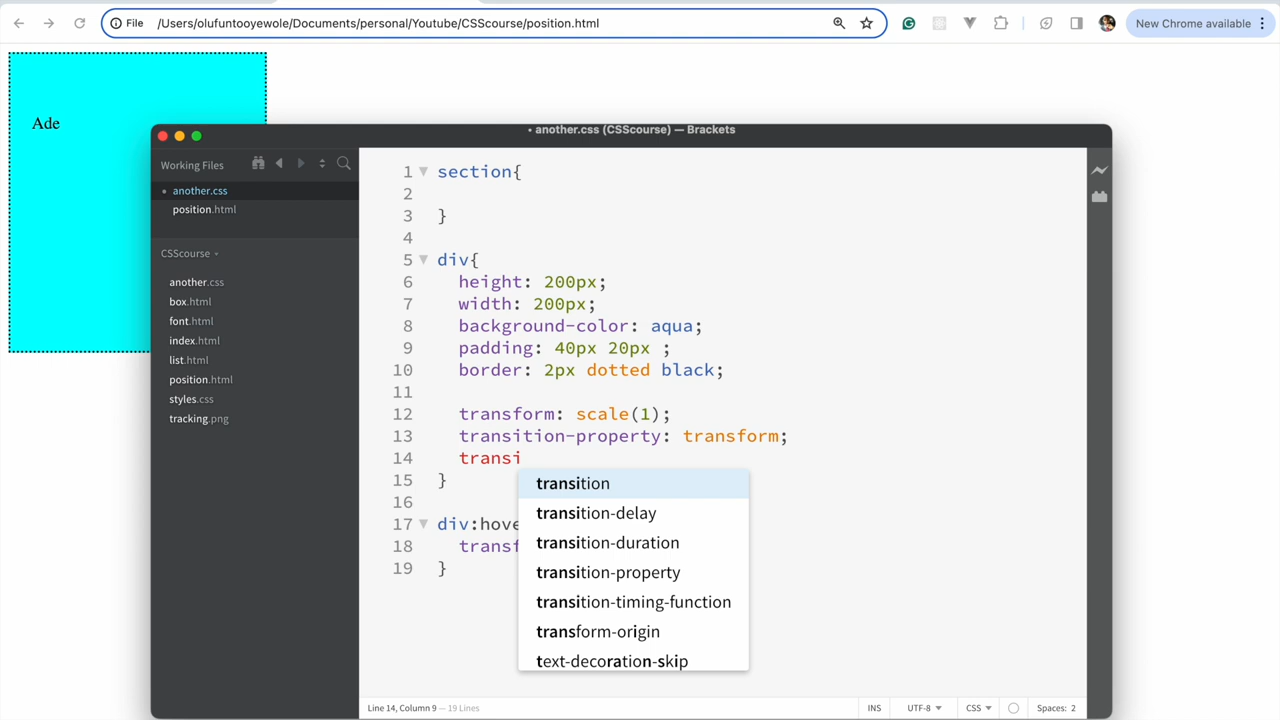 File /Users/olufuntooyewole/Documents/personal/Youtube/CSScourse/position.html
New Chrome available
Ade
• another.css (CSScourse) — Brackets
Working Files
another.css
position.html
CSScourse
another.css
box.html
font.html
index.html
list.html
position.html
styles.css
tracking.png
1 section{
2
3 }
4
5 div{
6 height: 200px;
7 width: 200px;
8 background-color: aqua;
9 padding: 40px 20px ;
10 border: 2px dotted black;
11
12 transform: scale(1);
13 transition-property: transform;
14 transi
15 }
16
17 div:hove
18 transf
19 }
transition
transition-delay
transition-duration
transition-property
transition-timing-function
transform-origin
text-decoration-skip
Line 14, Column 9 — 19 Lines
INS UTF-8 CSS Spaces: 2